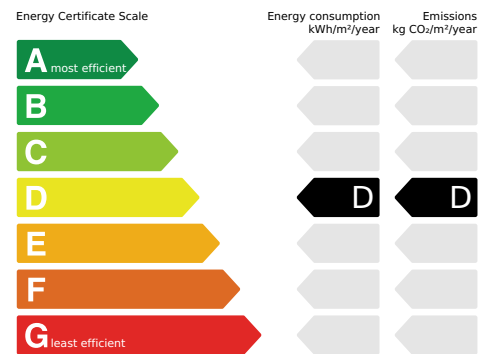 Energy Certificate Scale
Energy consumption
kWh/m²/year
Emissions
kg CO₂/m²/year
A most efficient
B
C
D D D
E
F
G least efficient